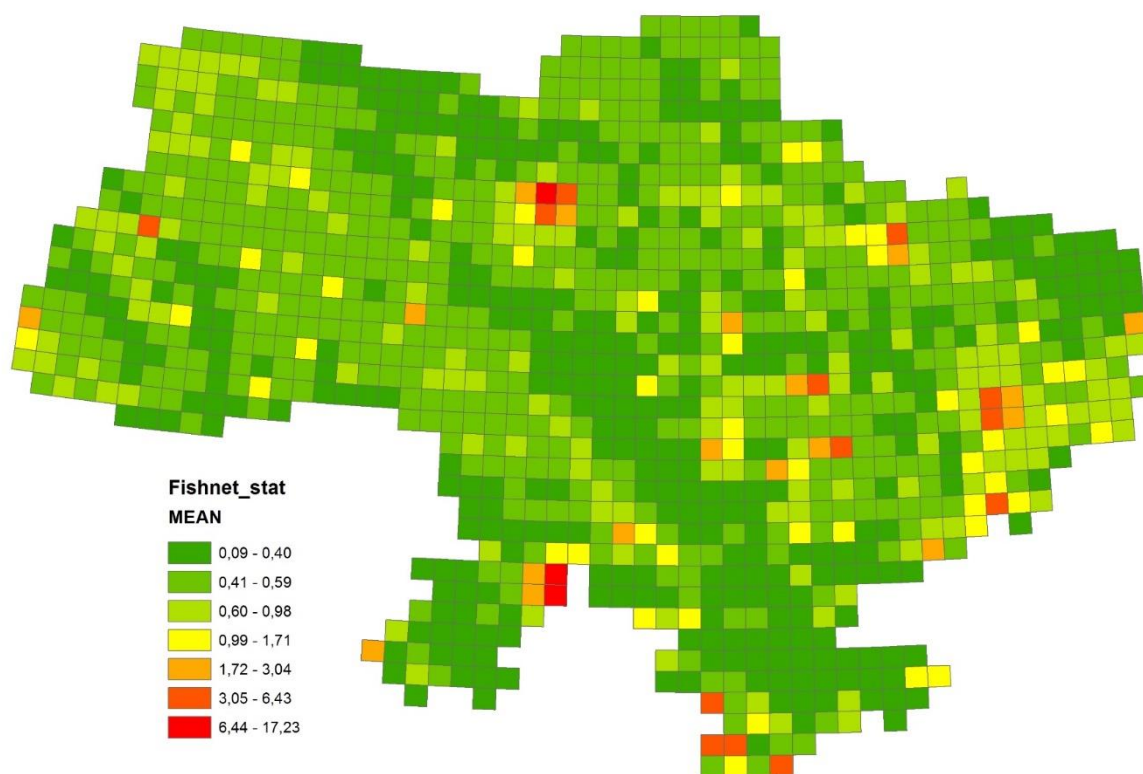 Fishnet_stat
MEAN
0,09 - 0,40
0,41 - 0,59
0,60 - 0,98
0,99 - 1,71
1,72 - 3,04
3,05 - 6,43
6,44 - 17,23